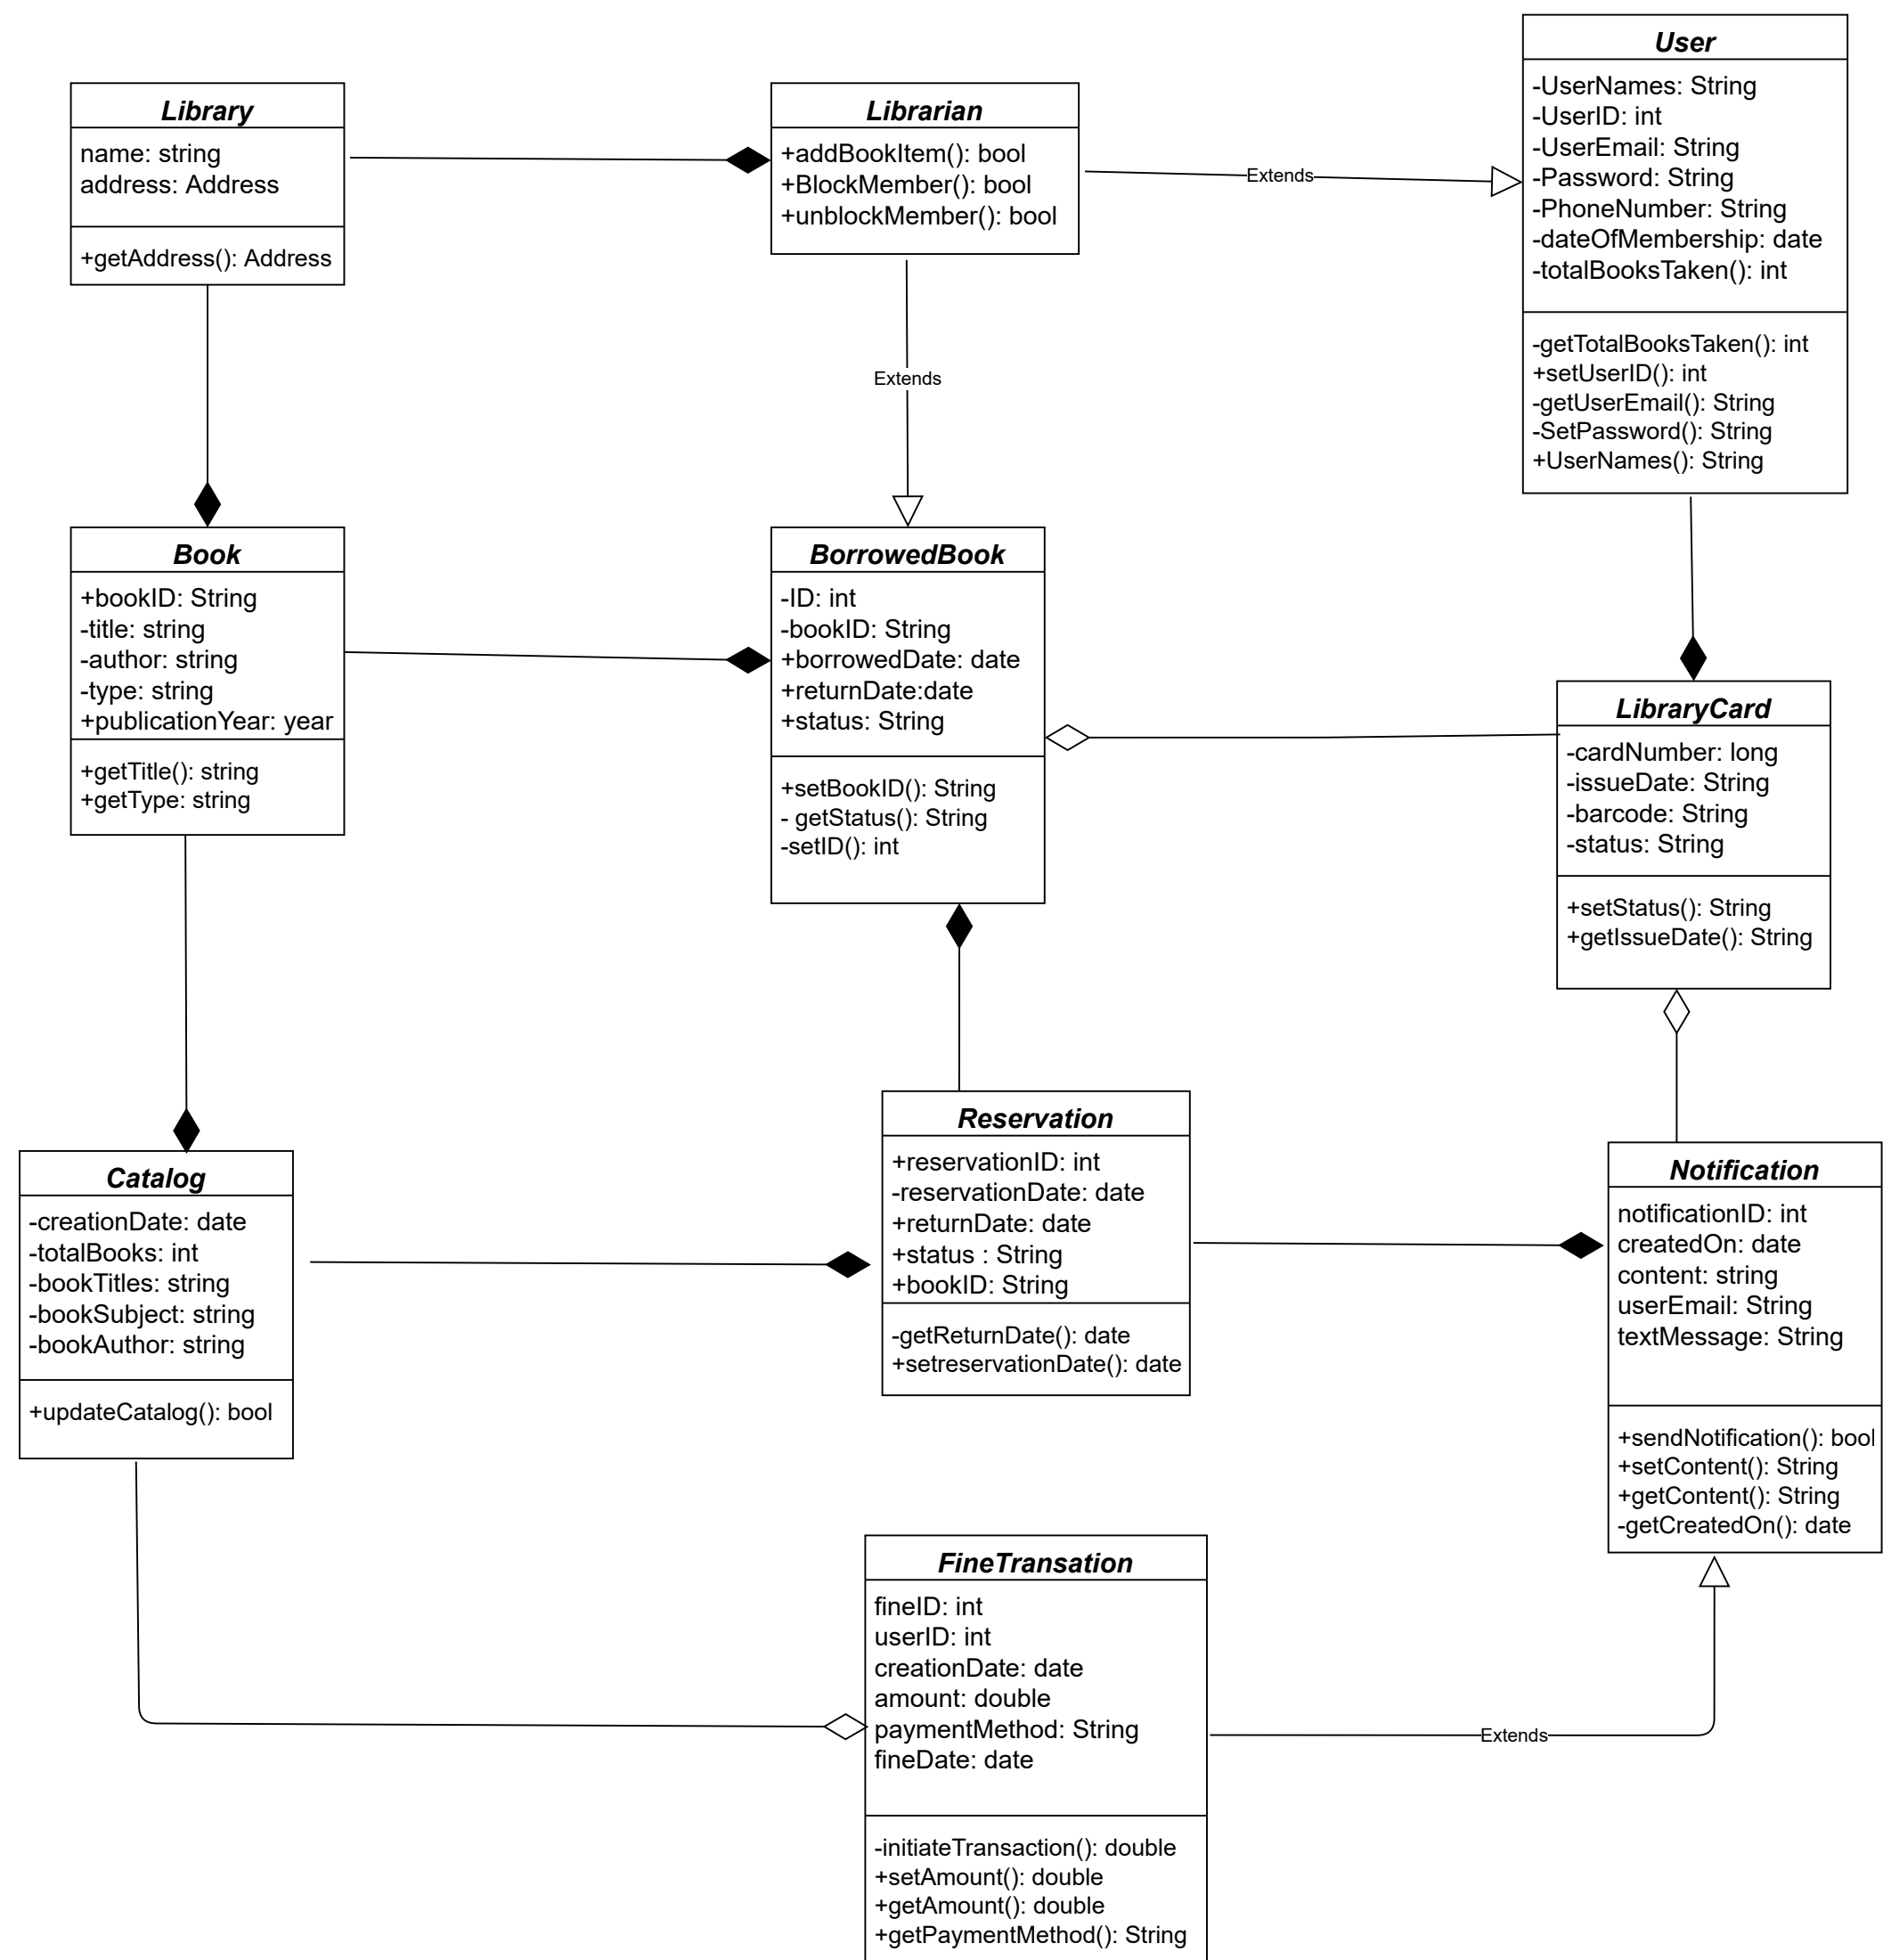 Library
name: string
address: Address
+getAddress(): Address
Librarian
+addBookItem(): bool
+BlockMember(): bool
+unblockMember(): bool
Extends
User
-UserNames: String
-UserID: int
-UserEmail: String
-Password: String
-PhoneNumber: String
-dateOfMembership: date
-totalBooksTaken(): int
-getTotalBooksTaken(): int
+setUserID(): int
-getUserEmail(): String
-SetPassword(): String
+UserNames(): String
Extends
Book
+bookID: String
-title: string
-author: string
-type: string
+publicationYear: year
+getTitle(): string
+getType: string
BorrowedBook
-ID: int
-bookID: String
+borrowedDate: date
+returnDate:date
+status: String
+setBookID(): String
- getStatus(): String
-setID(): int
LibraryCard
-cardNumber: long
-issueDate: String
-barcode: String
-status: String
+setStatus(): String
+getIssueDate(): String
Catalog
-creationDate: date
-totalBooks: int
-bookTitles: string
-bookSubject: string
-bookAuthor: string
+updateCatalog(): bool
Reservation
+reservationID: int
-reservationDate: date
+returnDate: date
+status : String
+bookID: String
-getReturnDate(): date
+setreservationDate(): date
Notification
notificationID: int
createdOn: date
content: string
userEmail: String
textMessage: String
+sendNotification(): bool
+setContent(): String
+getContent(): String
-getCreatedOn(): date
FineTransation
fineID: int
userID: int
creationDate: date
amount: double
paymentMethod: String
fineDate: date
-initiateTransaction(): double
+setAmount(): double
+getAmount(): double
+getPaymentMethod(): String
Extends